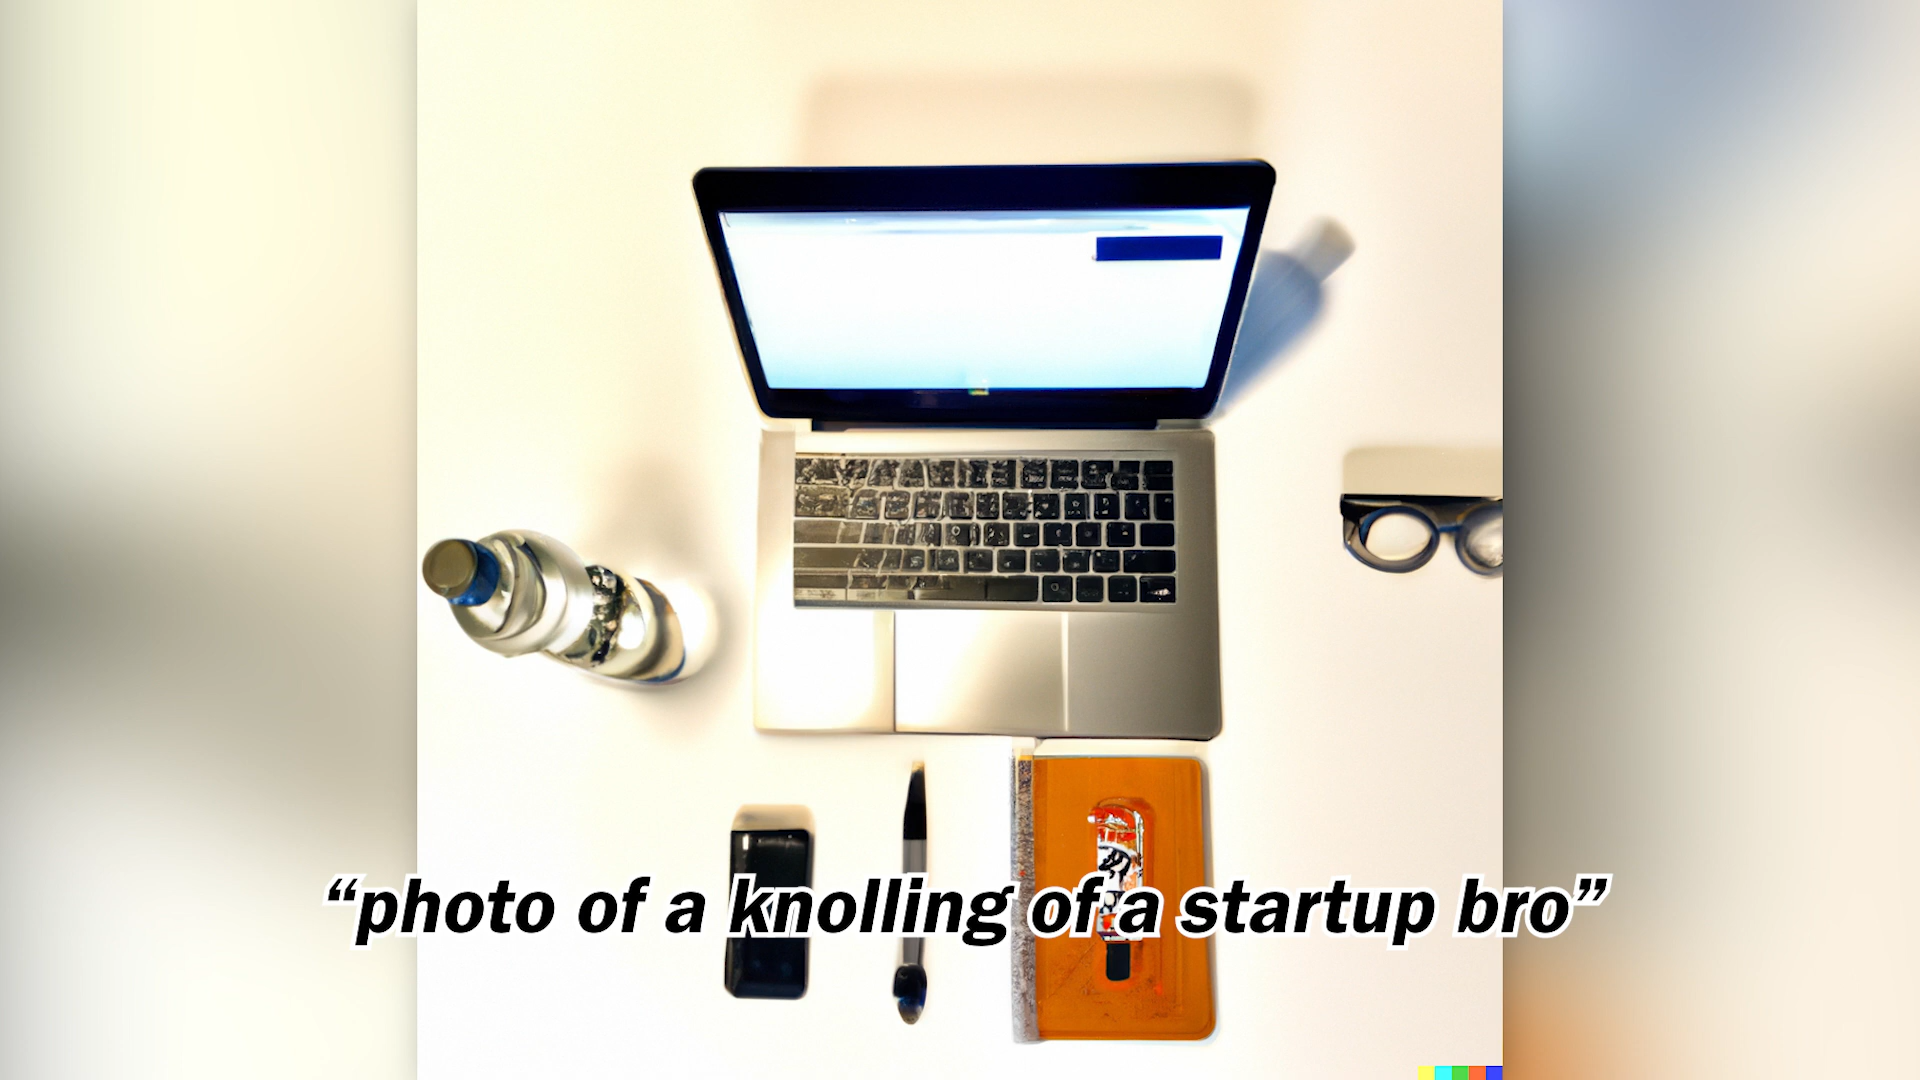 “photo of a knolling of a startup bro”